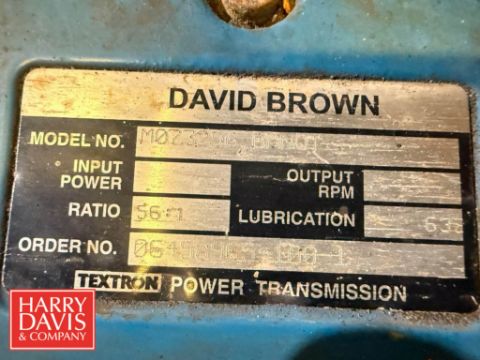 DAVID BROWN
MODEL NO.
INPUT POWER
OUTPUT RPM
RATIO 56:1
LUBRICATION
ORDER NO.
TEXTRON POWER TRANSMISSION
HARRY
DAVIS
& COMPANY